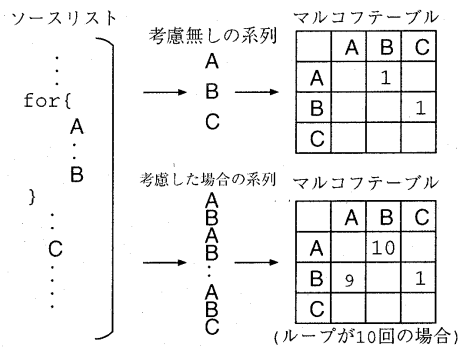 ソースリスト
for{
A
B
}
C
考慮無しの系列
A
B
C
マルコフテーブル
A B C
A 1
B 1
C
考慮した場合の系列
A
B
A
B
A
B
C
マルコフテーブル
A B C
A 10
B 9 1
C
(ループが10回の場合)